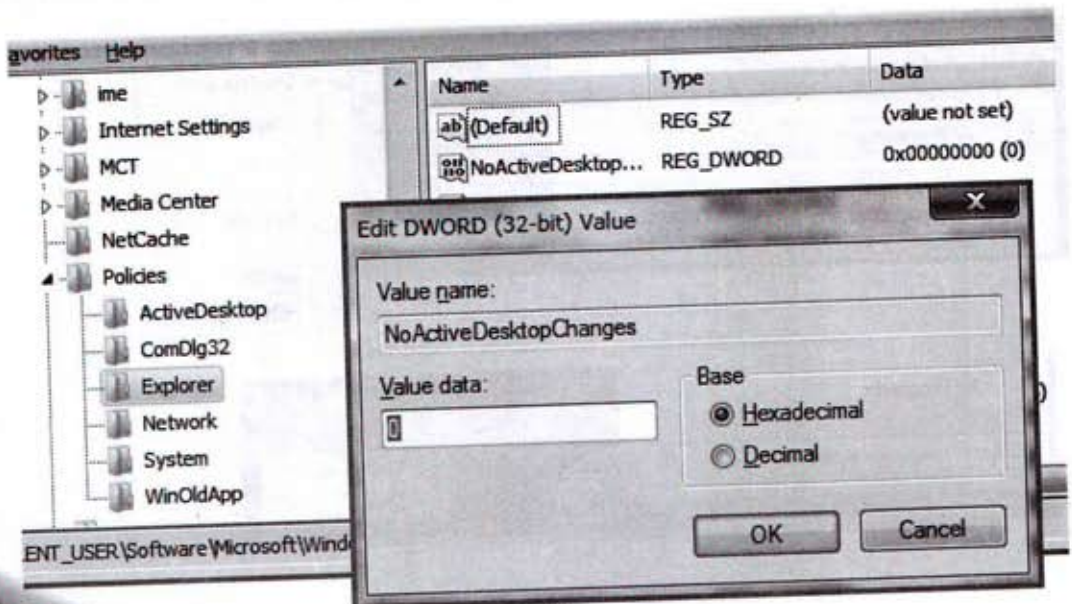 avorites Help
ime
Internet Settings
MCT
Media Center
NetCache
Policies
ActiveDesktop
ComDlg32
Explorer
Network
System
WinOldApp
Name Type Data
(Default) REG_SZ (value not set)
NoActiveDesktop... REG_DWORD 0x00000000 (0)
Edit DWORD (32-bit) Value
Value name:
NoActiveDesktopChanges
Value data:
0
Base
Hexadecimal
Decimal
OK Cancel
ENT_USER\Software\Microsoft\Wind